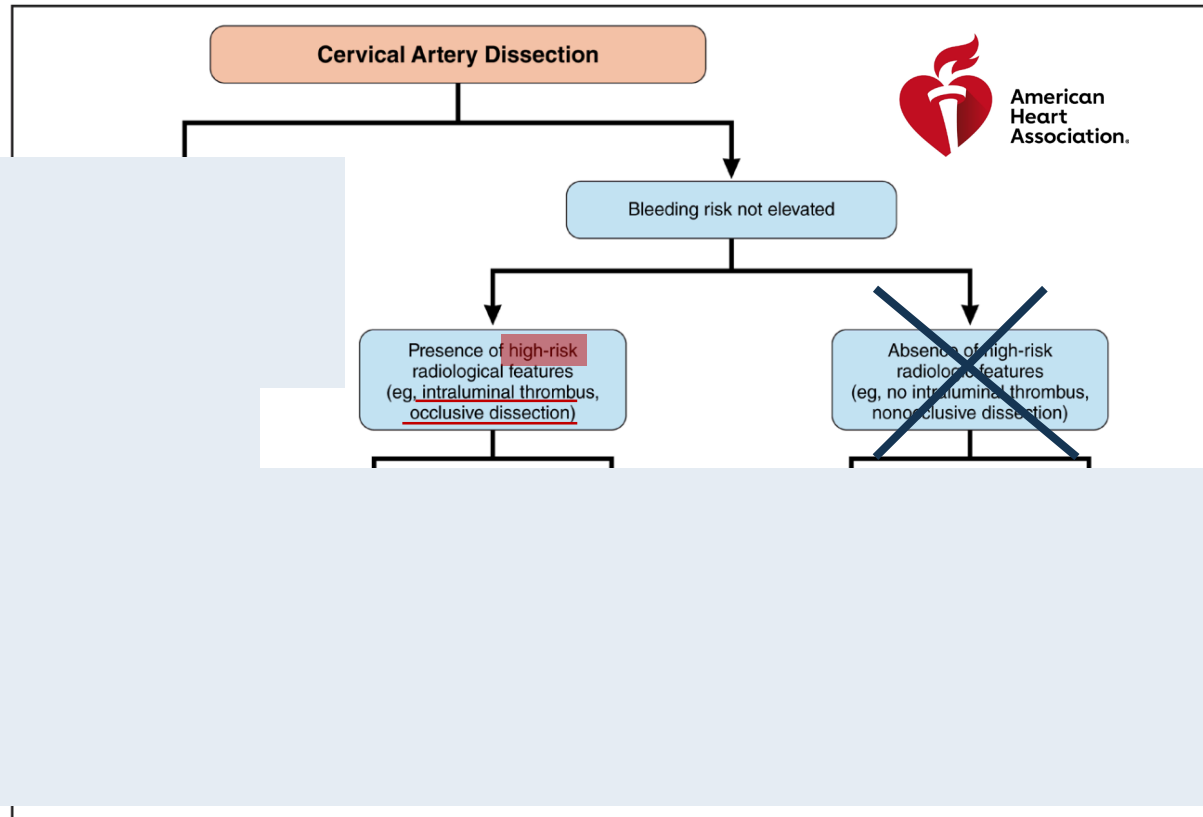 Cervical Artery Dissection
American
Heart
Association.
Bleeding risk not elevated
Presence of high-risk
radiological features
(eg, intraluminal thrombus,
occlusive dissection)
Absence of high-risk
radiologic features
(eg, no intraluminal thrombus,
nonocclusive dissection)